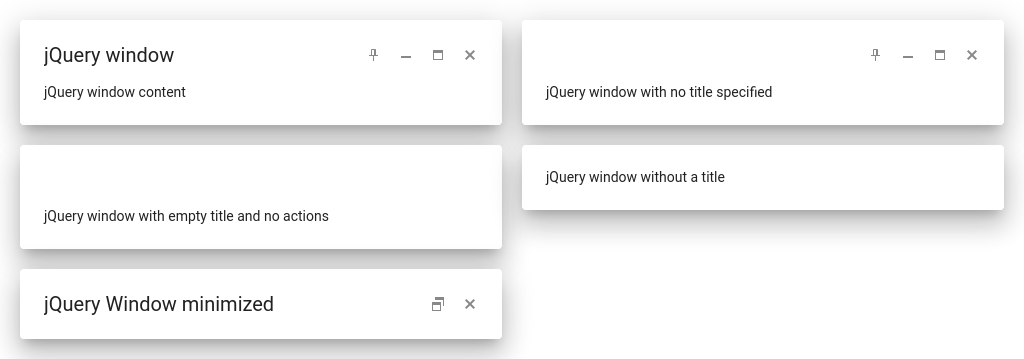 jQuery window
jQuery window content
jQuery window with no title specified
jQuery window with empty title and no actions
jQuery window without a title
jQuery Window minimized